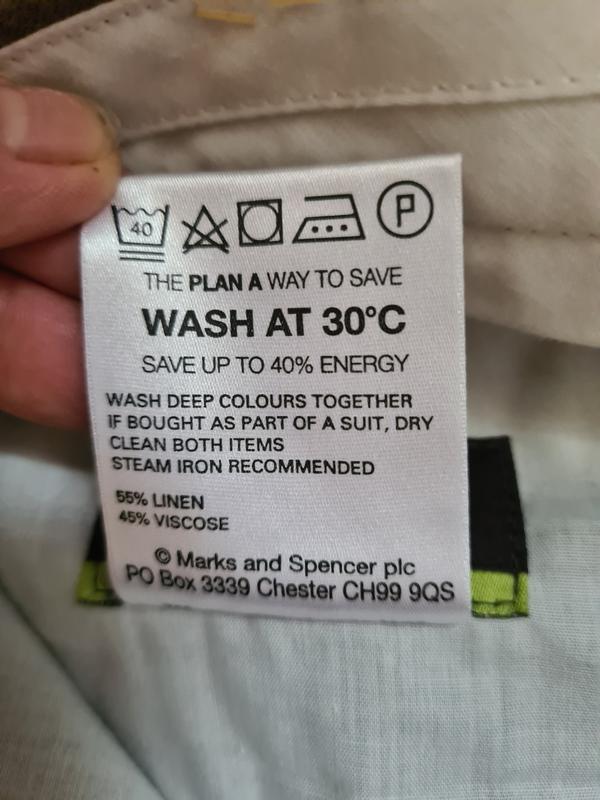 40 P
THE PLAN A WAY TO SAVE
WASH AT 30°C
SAVE UP TO 40% ENERGY
WASH DEEP COLOURS TOGETHER
IF BOUGHT AS PART OF A SUIT, DRY
CLEAN BOTH ITEMS
STEAM IRON RECOMMENDED
55% LINEN
45% VISCOSE
© Marks and Spencer plc
PO Box 3339 Chester CH99 9QS